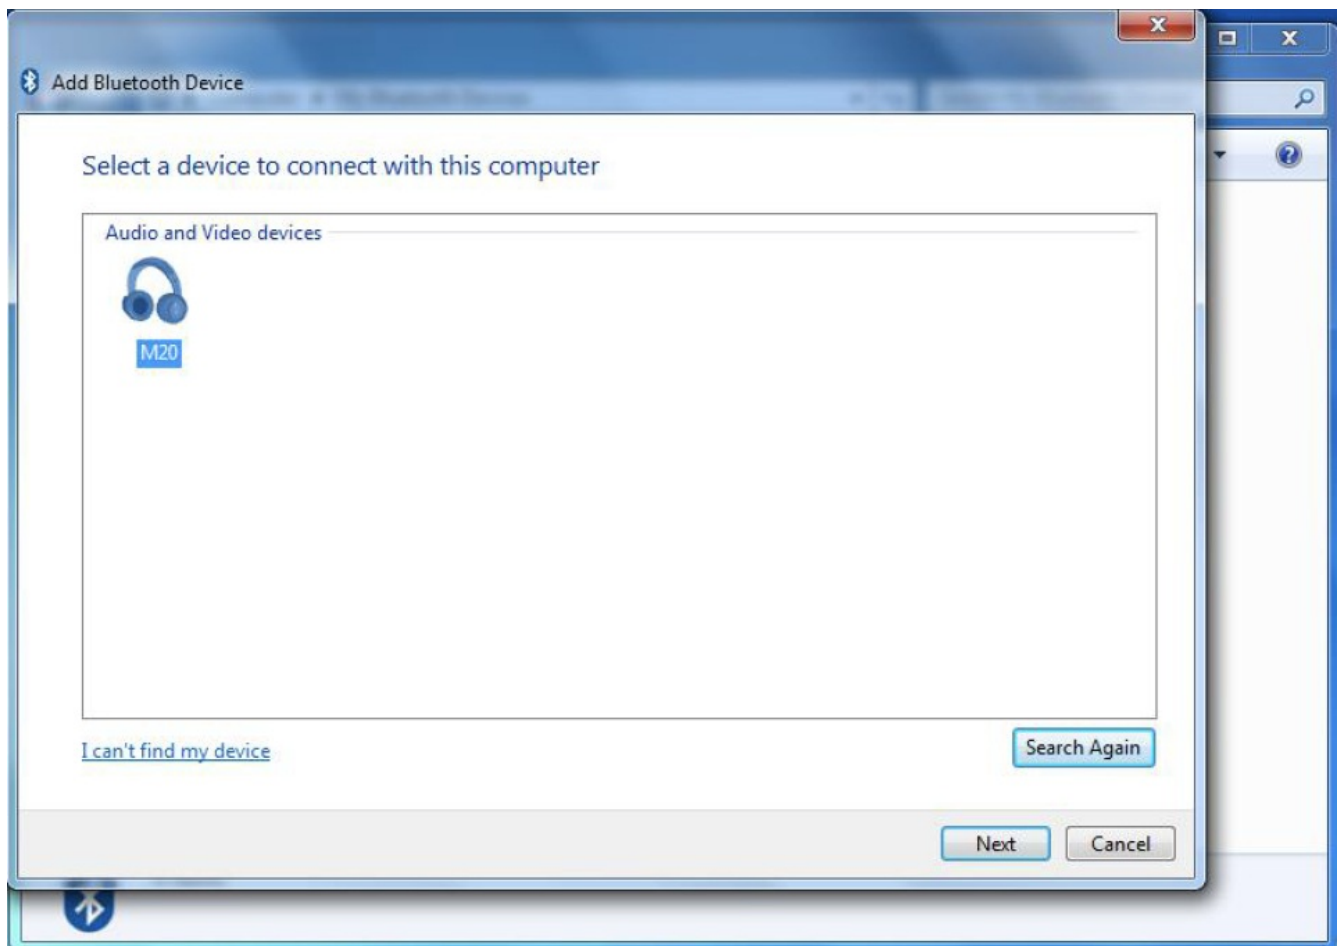 Add Bluetooth Device
Select a device to connect with this computer
Audio and Video devices
M20
I can't find my device
Search Again
Next
Cancel